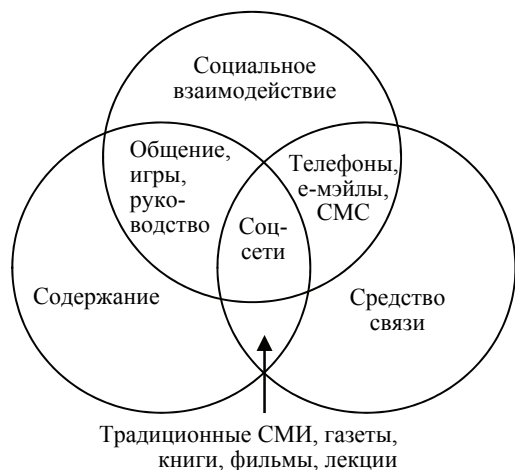 Социальное
взаимодействие
Общение,
игры,
руко-
водство
Телефоны,
е-мэйлы,
СМС
Соц-
сети
Содержание
Средство
связи
Традиционные СМИ, газеты,
книги, фильмы, лекции